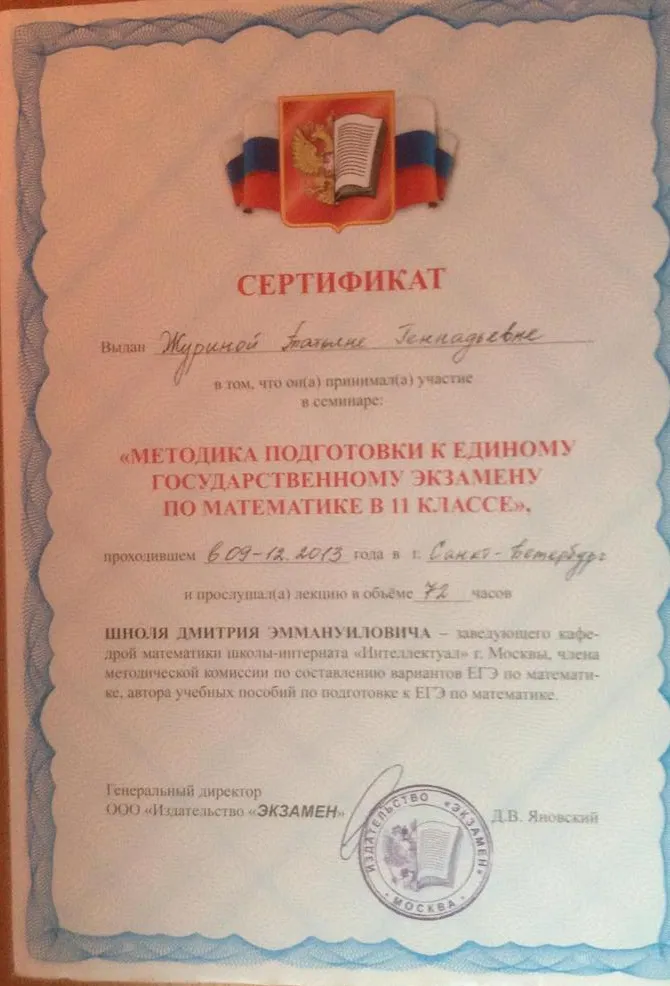 СЕРТИФИКАТ
Выдан Журиной Татьяне Геннадьевне
в том, что он(а) принимал(а) участие
в семинаре:
«МЕТОДИКА ПОДГОТОВКИ К ЕДИНОМУ
ГОСУДАРСТВЕННОМУ ЭКЗАМЕНУ
ПО МАТЕМАТИКЕ В 11 КЛАССЕ»,
проходившем в 09-12.2013 года в г. Санкт-Петербург
и прослушал(а) лекцию в объёме 72 часов
ШНОЛЯ ДМИТРИЯ ЭММАНУИЛОВИЧА – заведующего кафе-
дрой математики школы-интерната «Интеллектуал» г. Москвы, члена
методической комиссии по составлению вариантов ЕГЭ по математи-
ке, автора учебных пособий по подготовке к ЕГЭ по математике.
Генеральный директор
ООО «Издательство «ЭКЗАМЕН»
Д.В. Яновский
ИЗДАТЕЛЬСТВО «ЭКЗАМЕН»
· МОСКВА ·